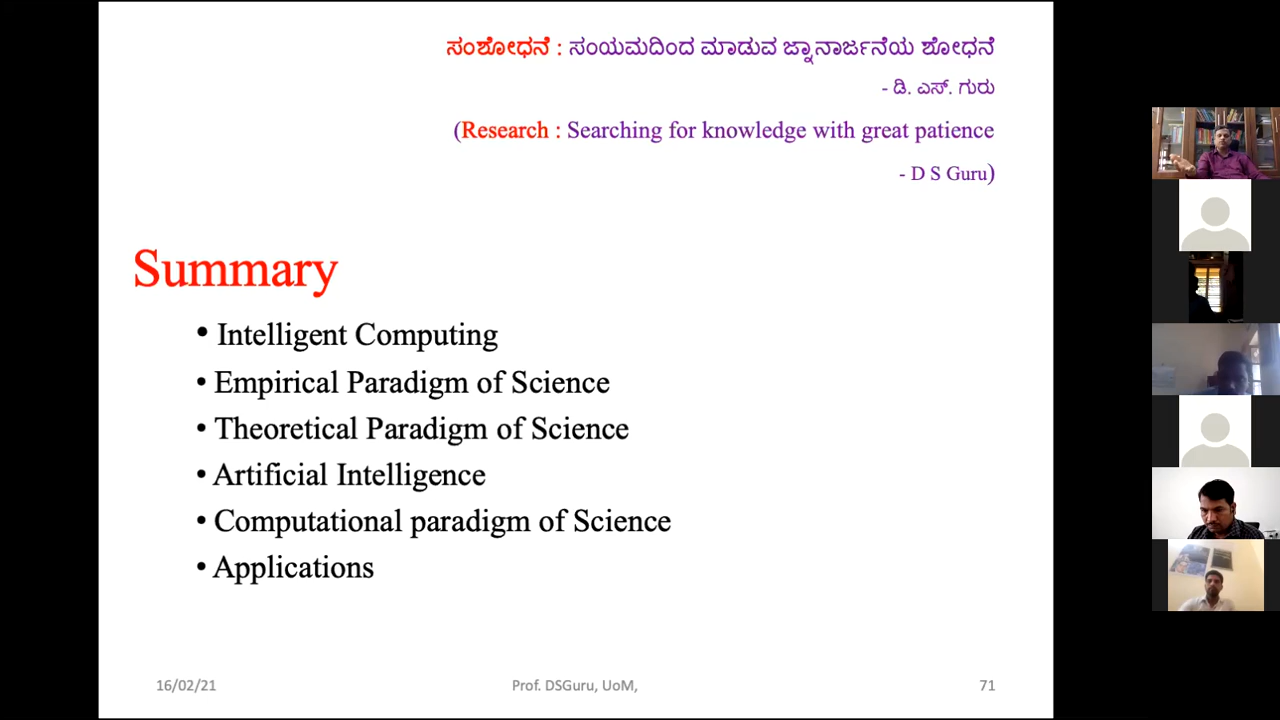 ಸಂಶೋಧನೆ : ಸಂಯಮದಿಂದ ಮಾಡುವ ಜ್ಞಾನಾರ್ಜನೆಯ ಶೋಧನೆ
- ಡಿ. ಎಸ್. ಗುರು
(Research : Searching for knowledge with great patience
- D S Guru)
Summary
• Intelligent Computing
• Empirical Paradigm of Science
• Theoretical Paradigm of Science
• Artificial Intelligence
• Computational paradigm of Science
• Applications
16/02/21 Prof. DSGuru, UoM, 71